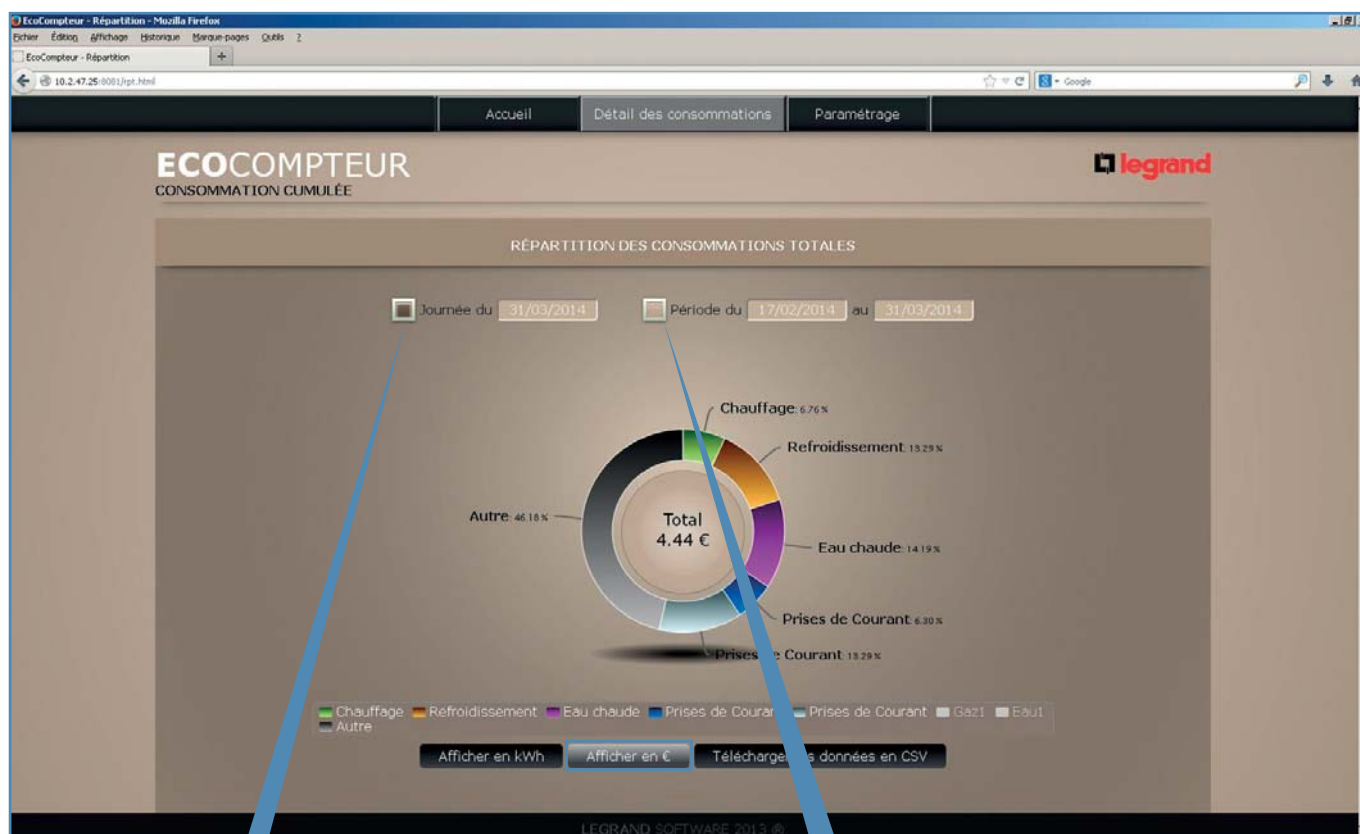 EcoCompteur - Répartition - Mozilla Firefox
Fichier Édition Affichage Historique Marque-pages Outils ?
EcoCompteur - Répartition +
10.2.47.25:8081/rpt.html Google
Accueil Détail des consommations Paramétrage
ECOCOMPTEUR legrand
CONSOMMATION CUMULÉE
RÉPARTITION DES CONSOMMATIONS TOTALES
Journée du 31/03/2014 Période du 17/02/2014 au 31/03/2014
Chauffage: 6.76 %
Refroidissement: 13.29 %
Autre: 46.18 %
Total
4.44 €
Eau chaude: 14.19 %
Prises de Courant: 6.30 %
Prises de Courant: 13.29 %
Chauffage Refroidissement Eau chaude Prises de Courant Prises de Courant Gaz1 Eau1
Autre
Afficher en kWh Afficher en € Télécharger les données en CSV
LEGRAND SOFTWARE 2013 ®